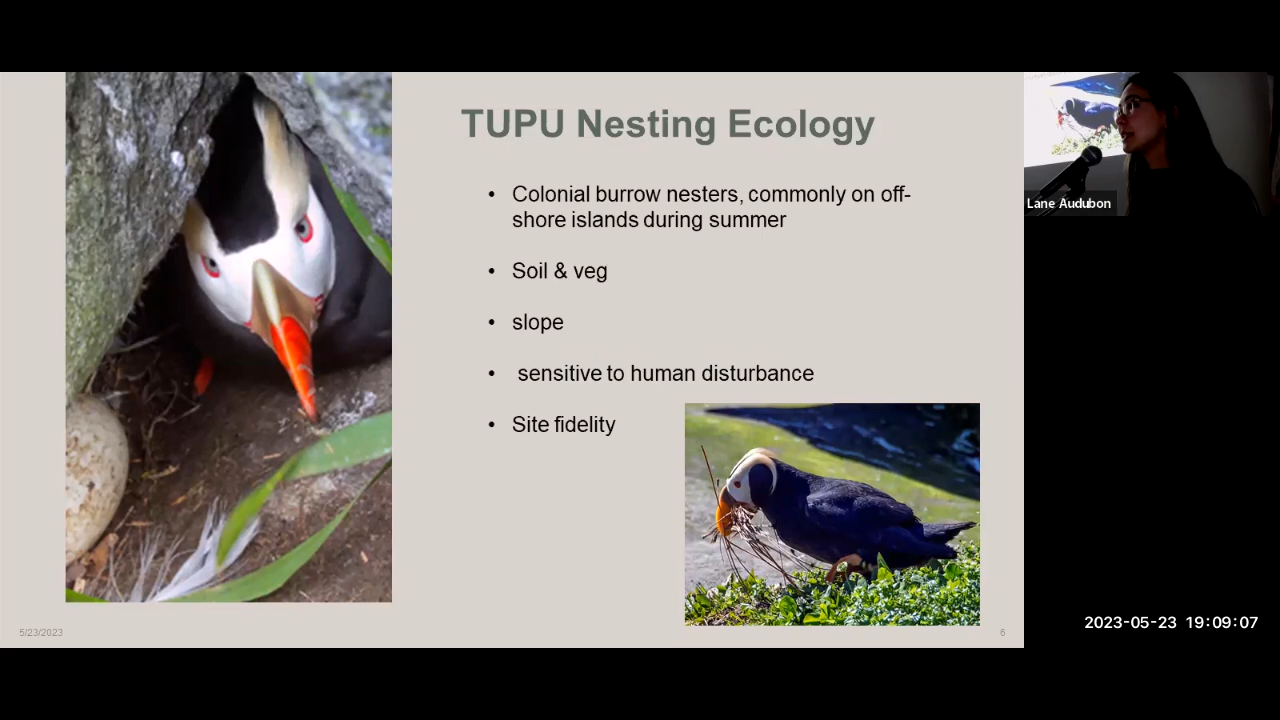 TUPU Nesting Ecology
• Colonial burrow nesters, commonly on off-
shore islands during summer
• Soil & veg
• slope
• sensitive to human disturbance
• Site fidelity
5/23/2023
6
Lane Audubon
2023-05-23 19:09:07